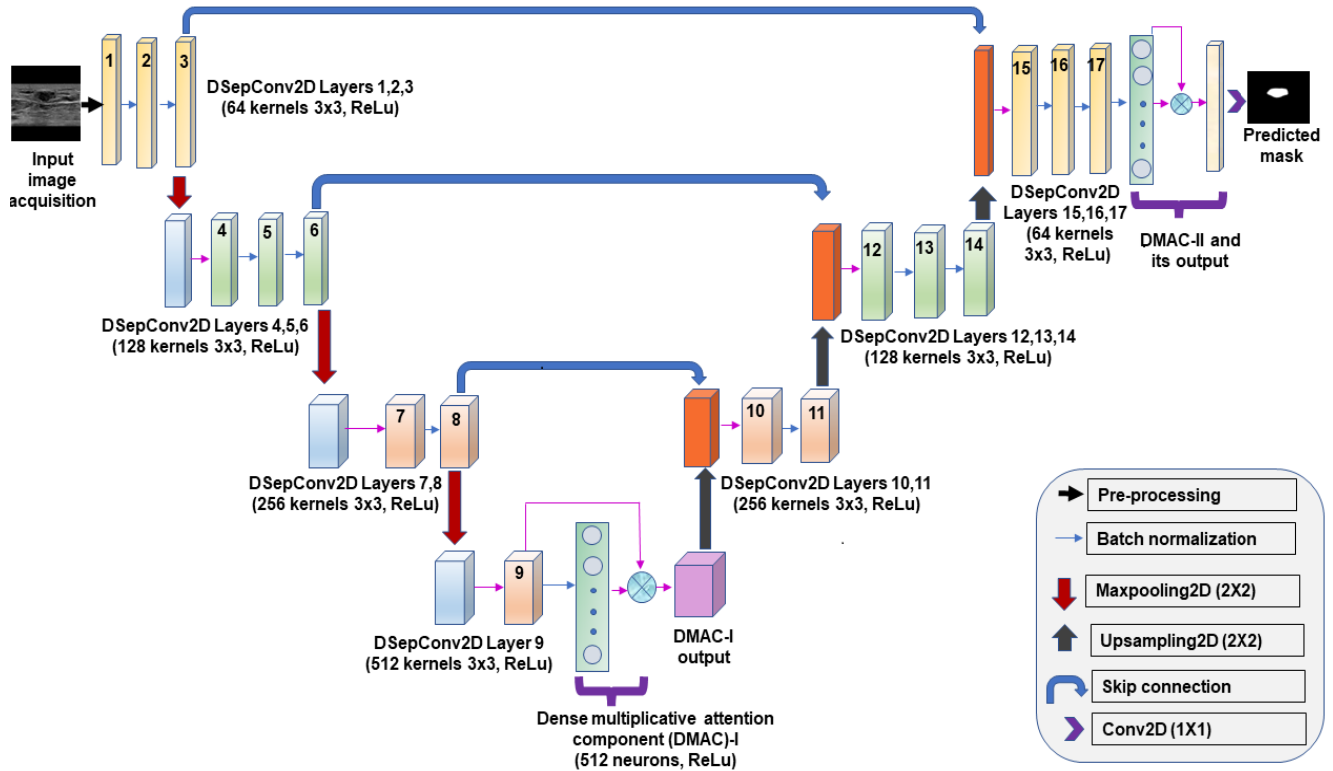 1
2
3
DSepConv2D Layers 1,2,3
(64 kernels 3x3, ReLu)
Input
image
acquisition
15
16
17
DSepConv2D
Layers 15,16,17
(64 kernels
3x3, ReLu)
Predicted
mask
DMAC-II and
its output
4
5
6
DSepConv2D Layers 4,5,6
(128 kernels 3x3, ReLu)
12
13
14
DSepConv2D Layers 12,13,14
(128 kernels 3x3, ReLu)
7
8
DSepConv2D Layers 7,8
(256 kernels 3x3, ReLu)
10
11
DSepConv2D Layers 10,11
(256 kernels 3x3, ReLu)
9
DSepConv2D Layer 9
(512 kernels 3x3, ReLu)
DMAC-I
output
Dense multiplicative attention
component (DMAC)-I
(512 neurons, ReLu)
Pre-processing
Batch normalization
Maxpooling2D (2X2)
Upsampling2D (2X2)
Skip connection
Conv2D (1X1)